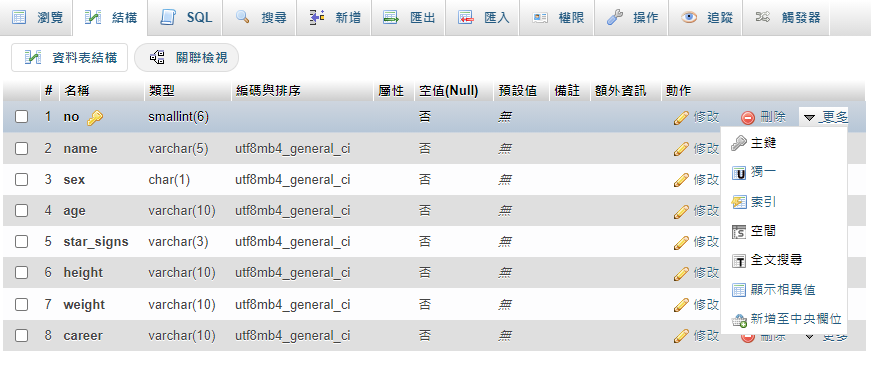 瀏覽 結構 SQL 搜尋 新增 匯出 匯入 權限 操作 追蹤 觸發器
資料表結構 關聯檢視
# 名稱 類型 編碼與排序 屬性 空值(Null) 預設值 備註 額外資訊 動作
1 no smallint(6) 否 無 修改 刪除 更多
2 name varchar(5) utf8mb4_general_ci 否 無 修改
3 sex char(1) utf8mb4_general_ci 否 無 修改
4 age varchar(10) utf8mb4_general_ci 否 無 修改
5 star_signs varchar(3) utf8mb4_general_ci 否 無 修改
6 height varchar(10) utf8mb4_general_ci 否 無 修改
7 weight varchar(10) utf8mb4_general_ci 否 無 修改
8 career varchar(10) utf8mb4_general_ci 否 無 修改 刪除 更多
主鍵
獨一
索引
空間
全文搜尋
顯示相異值
新增至中央欄位